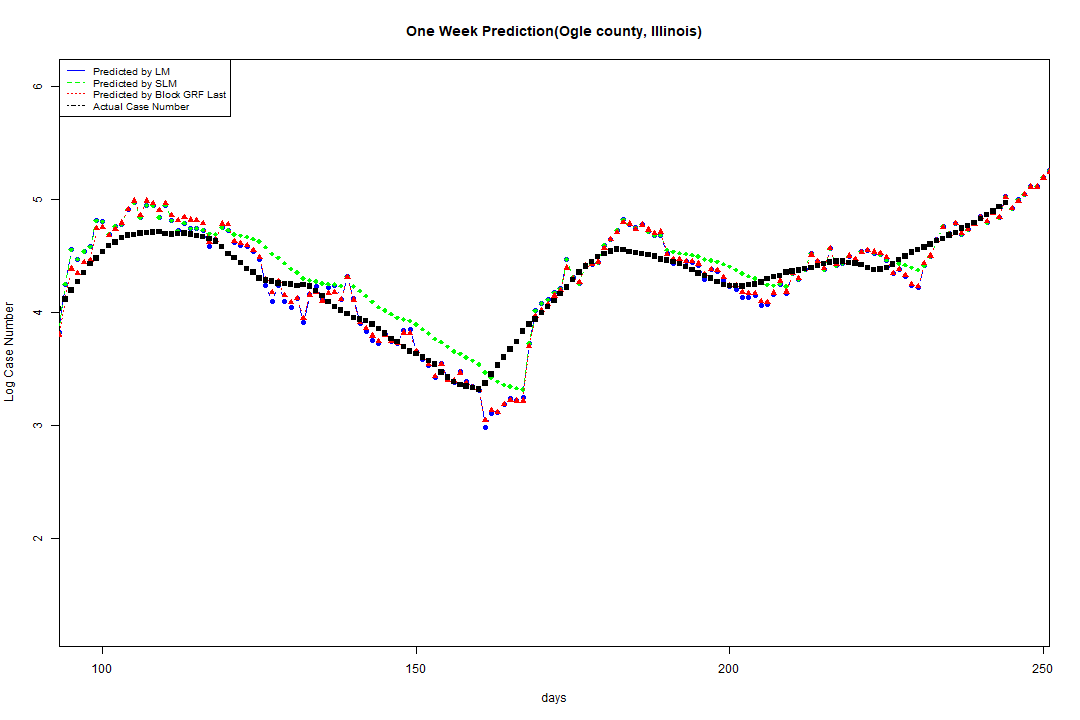 One Week Prediction(Ogle county, Illinois)
Predicted by LM
Predicted by SLM
Predicted by Block GRF Last
Actual Case Number
6
5
4
3
2
Log Case Number
100 150 200 250
days